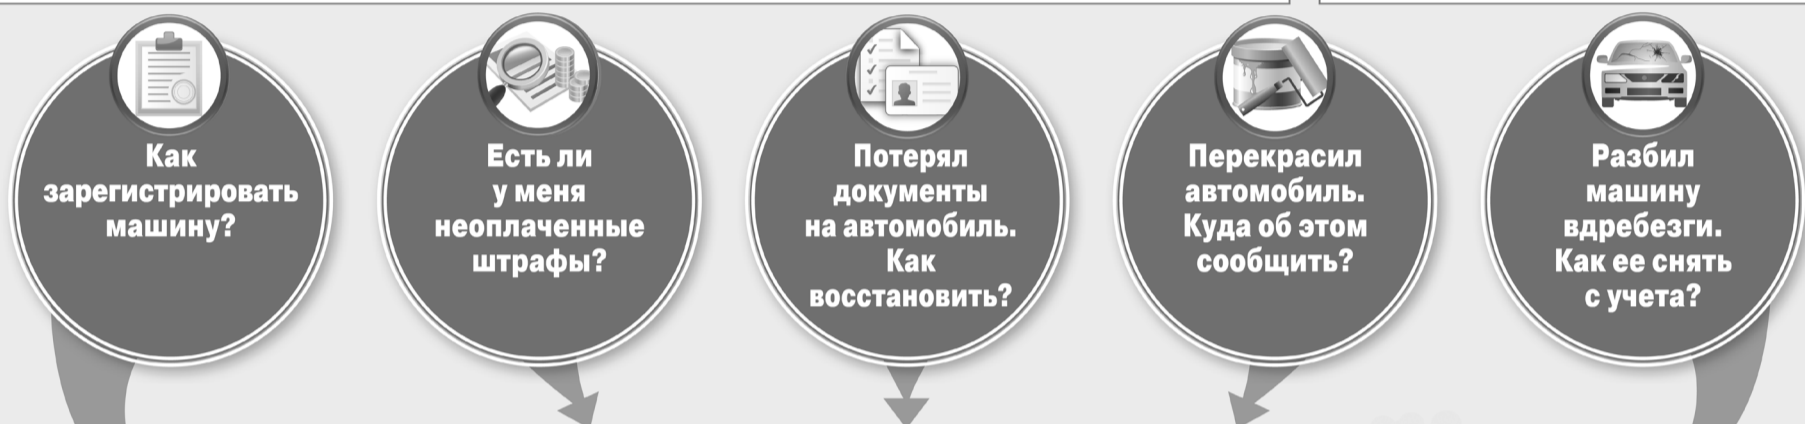 Как
зарегистрировать
машину?
Есть ли
у меня
неоплаченные
штрафы?
Потерял
документы
на автомобиль.
Как
восстановить?
Перекрасил
автомобиль.
Куда об этом
сообщить?
Разбил
машину
вдребезги.
Как ее снять
с учета?